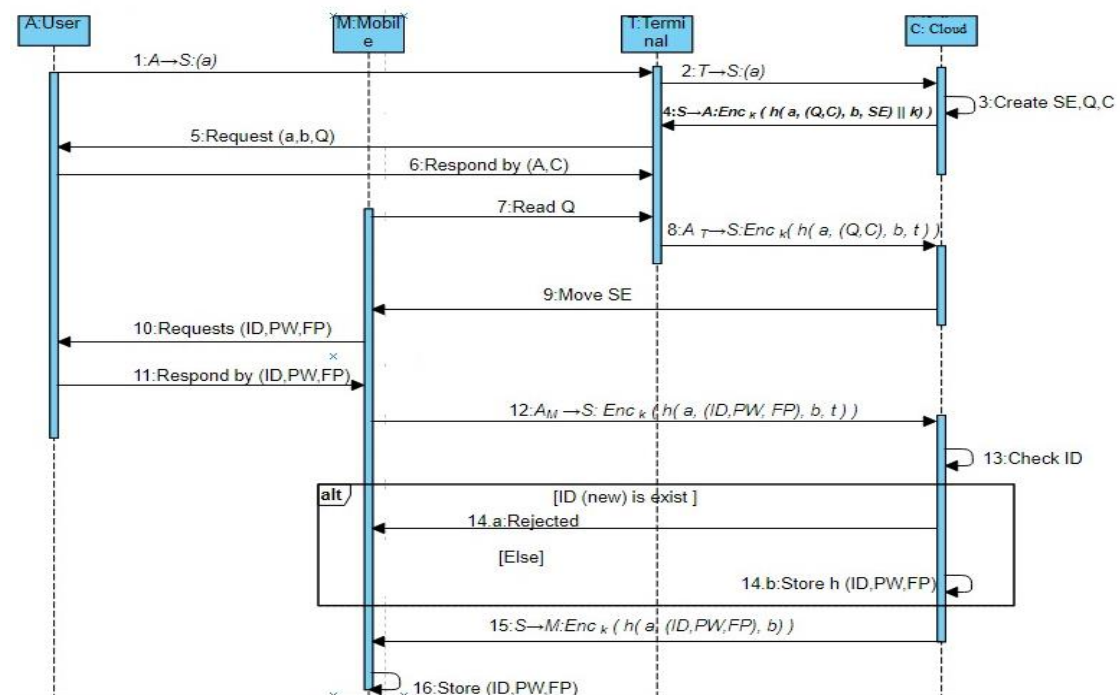 A:User
M:Mobil
e
T:Termi
nal
C: Cloud
1:A→S:(a)
2:T→S:(a)
3:Create SE,Q,C
4:S→A:Enc k ( h( a, (Q,C), b, SE) || k) )
5:Request (a,b,Q)
6:Respond by (A,C)
7:Read Q
8:A T→S:Enc k( h( a, (Q,C), b, t ) )
9:Move SE
10:Requests (ID,PW,FP)
11:Respond by (ID,PW,FP)
12:AM →S: Enc k ( h( a, (ID,PW, FP), b, t ) )
13:Check ID
alt
[ID (new) is exist ]
14.a:Rejected
[Else]
14.b:Store h (ID,PW,FP)
15:S→M:Enc k ( h( a, (ID,PW,FP), b) )
16:Store (ID,PW,FP)